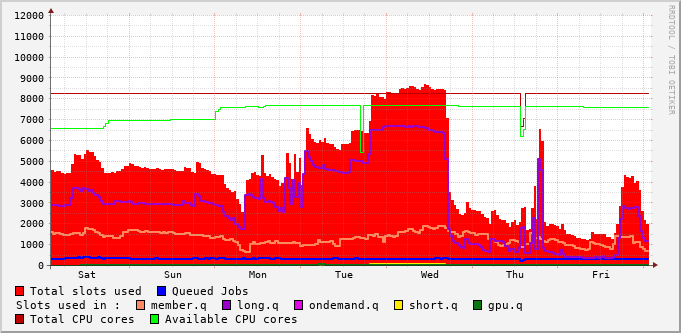 12000
11000
10000
9000
8000
7000
6000
5000
4000
3000
2000
1000
0
Sat Sun Mon Tue Wed Thu Fri
RRDTOOL / TOBI OETIKER
Total slots used Queued Jobs
Slots used in : member.q long.q ondemand.q short.q gpu.q
Total CPU cores Available CPU cores